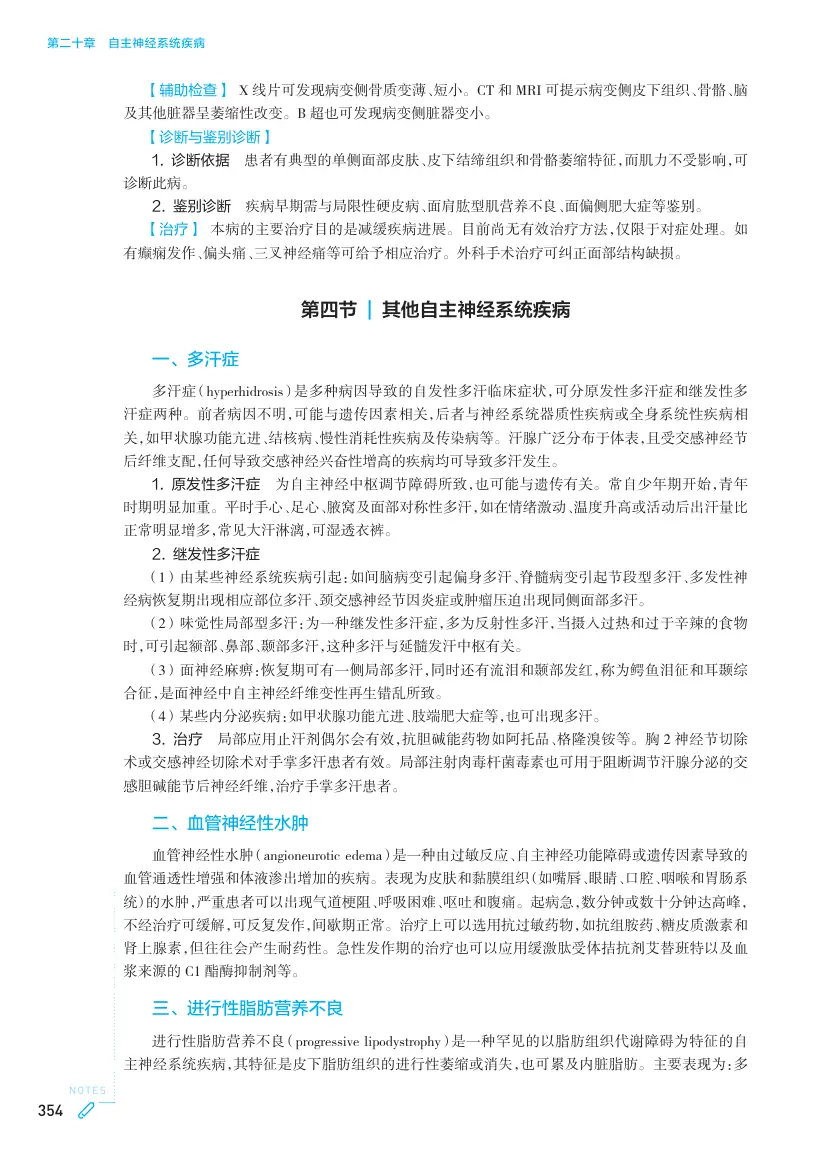 第二十章 自主神经系统疾病
【辅助检查】 X 线片可发现病变侧骨质变薄、短小。CT 和 MRI 可提示病变侧皮下组织、骨骼、脑
及其他脏器呈萎缩性改变。B 超也可发现病变侧脏器变小。
【诊断与鉴别诊断】
1. 诊断依据 患者有典型的单侧面部皮肤、皮下结缔组织和骨骼萎缩特征,而肌力不受影响,可
诊断此病。
2. 鉴别诊断 疾病早期需与局限性硬皮病、面肩肱型肌营养不良、面偏侧肥大症等鉴别。
【治疗】 本病的主要治疗目的是减缓疾病进展。目前尚无有效治疗方法,仅限于对症处理。如
有癫痫发作、偏头痛、三叉神经痛等可给予相应治疗。外科手术治疗可纠正面部结构缺损。
第四节 | 其他自主神经系统疾病
一、多汗症
多汗症(hyperhidrosis)是多种病因导致的自发性多汗临床症状,可分原发性多汗症和继发性多
汗症两种。前者病因不明,可能与遗传因素相关,后者与神经系统器质性疾病或全身系统性疾病相
关,如甲状腺功能亢进、结核病、慢性消耗性疾病及传染病等。汗腺广泛分布于体表,且受交感神经节
后纤维支配,任何导致交感神经兴奋性增高的疾病均可导致多汗发生。
1. 原发性多汗症 为自主神经中枢调节障碍所致,也可能与遗传有关。常自少年期开始,青年
时期明显加重。平时手心、足心、腋窝及面部对称性多汗,如在情绪激动、温度升高或活动后出汗量比
正常明显增多,常见大汗淋漓,可湿透衣裤。
2. 继发性多汗症
(1)由某些神经系统疾病引起:如间脑病变引起偏身多汗、脊髓病变引起节段型多汗、多发性神
经病恢复期出现相应部位多汗、颈交感神经节因炎症或肿瘤压迫出现同侧面部多汗。
(2)味觉性局部型多汗:为一种继发性多汗症,多为反射性多汗,当摄入过热和过于辛辣的食物
时,可引起额部、鼻部、颞部多汗,这种多汗与延髓发汗中枢有关。
(3)面神经麻痹:恢复期可有一侧局部多汗,同时还有流泪和颞部发红,称为鳄鱼泪征和耳颞综
合征,是面神经中自主神经纤维变性再生错乱所致。
(4)某些内分泌疾病:如甲状腺功能亢进、肢端肥大症等,也可出现多汗。
3. 治疗 局部应用止汗剂偶尔会有效,抗胆碱能药物如阿托品、格隆溴铵等。胸 2 神经节切除
术或交感神经切除术对手掌多汗患者有效。局部注射肉毒杆菌毒素也可用于阻断调节汗腺分泌的交
感胆碱能节后神经纤维,治疗手掌多汗患者。
二、血管神经性水肿
血管神经性水肿(angioneurotic edema)是一种由过敏反应、自主神经功能障碍或遗传因素导致的
血管通透性增强和体液渗出增加的疾病。表现为皮肤和黏膜组织(如嘴唇、眼睛、口腔、咽喉和胃肠系
统)的水肿,严重患者可以出现气道梗阻、呼吸困难、呕吐和腹痛。起病急,数分钟或数十分钟达高峰,
不经治疗可缓解,可反复发作,间歇期正常。治疗上可以选用抗过敏药物,如抗组胺药、糖皮质激素和
肾上腺素,但往往会产生耐药性。急性发作期的治疗也可以应用缓激肽受体拮抗剂艾替班特以及血
浆来源的 C1 酯酶抑制剂等。
三、进行性脂肪营养不良
进行性脂肪营养不良(progressive lipodystrophy)是一种罕见的以脂肪组织代谢障碍为特征的自
主神经系统疾病,其特征是皮下脂肪组织的进行性萎缩或消失,也可累及内脏脂肪。主要表现为:多
NOTES
354